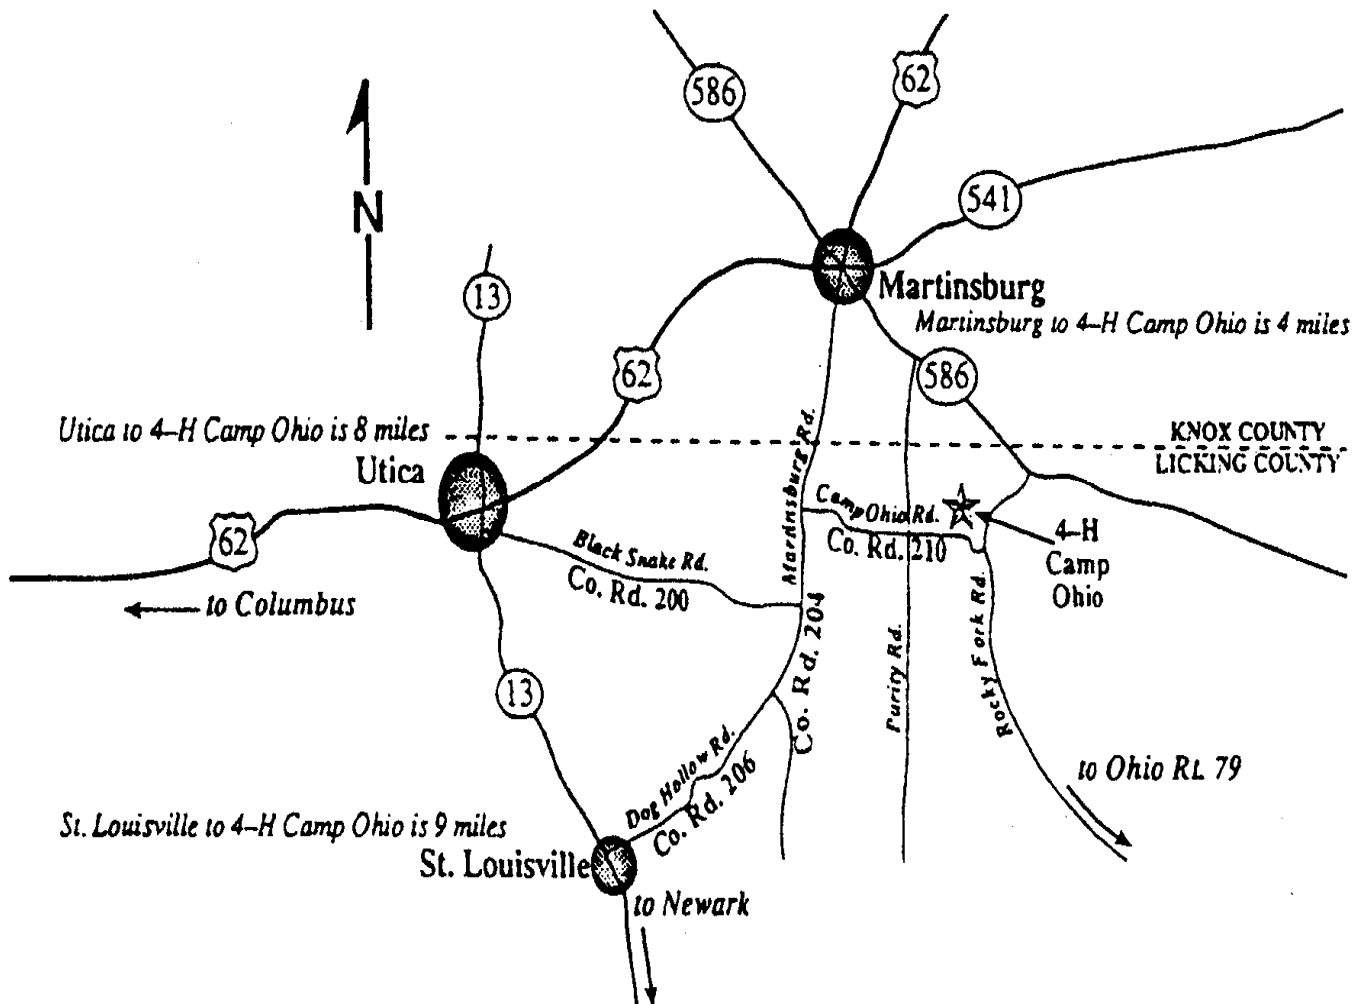 586
62
541
N
13
Martinsburg
Martinsburg to 4-H Camp Ohio is 4 miles
62
586
Utica to 4-H Camp Ohio is 8 miles
KNOX COUNTY
LICKING COUNTY
Utica
Martinsburg Rd.
Camp Ohio Rd.
Co. Rd. 210
4-H
Camp
Ohio
62
to Columbus
Black Snake Rd.
Co. Rd. 200
Co. Rd. 204
Purity Rd.
Rocky Fork Rd.
13
Dog Hollow Rd.
Co. Rd. 206
to Ohio Rt. 79
St. Louisville to 4-H Camp Ohio is 9 miles
St. Louisville
to Newark